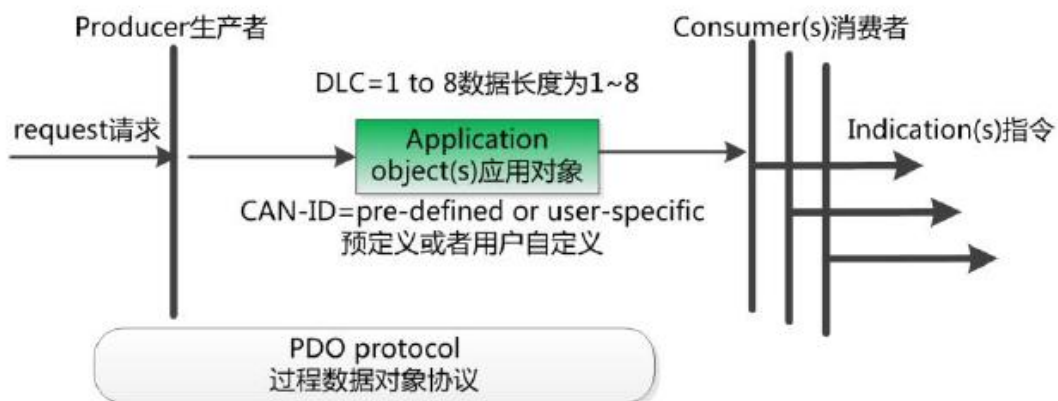 Producer生产者
Consumer(s)消费者
DLC=1 to 8数据长度为1~8
request请求
Application
object(s)应用对象
Indication(s)指令
CAN-ID=pre-defined or user-specific
预定义或者用户自定义
PDO protocol
过程数据对象协议